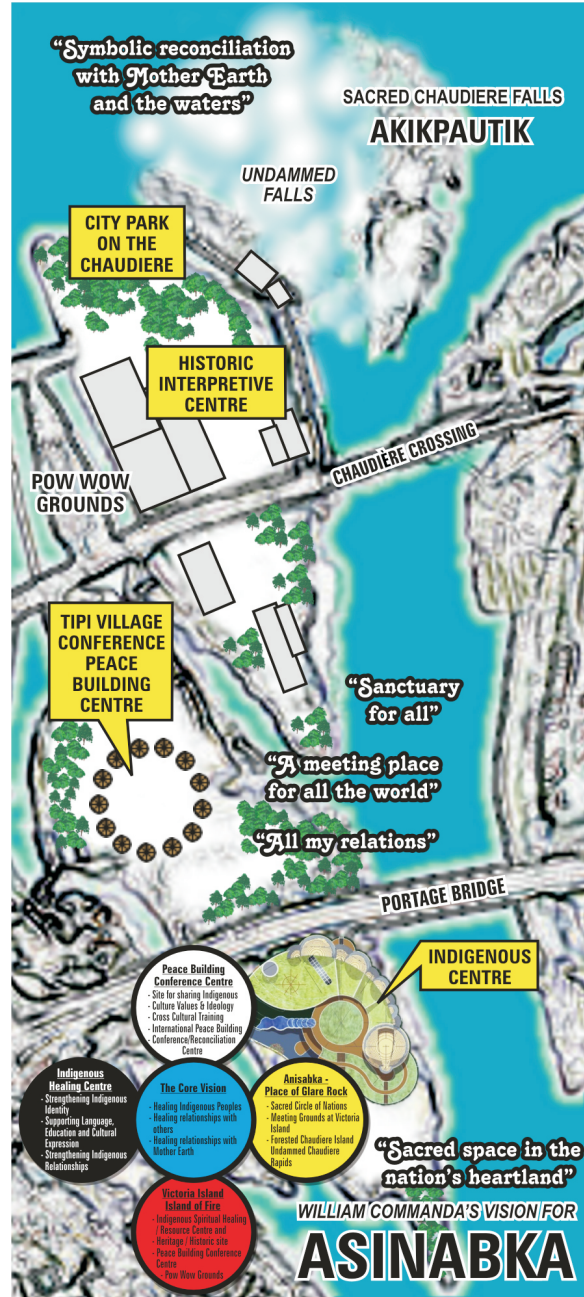 “Symbolic reconciliation
with Mother Earth
and the waters”
SACRED CHAUDIERE FALLS
AKIKPAUTIK
UNDAMMED
FALLS
CITY PARK
ON THE
CHAUDIERE
HISTORIC
INTERPRETIVE
CENTRE
CHAUDIÈRE CROSSING
POW WOW
GROUNDS
TIPI VILLAGE
CONFERENCE
PEACE
BUILDING
CENTRE
“Sanctuary
for all”
“A meeting place
for all the world”
“All my relations”
PORTAGE BRIDGE
INDIGENOUS
CENTRE
Peace Building
Conference Centre
- Site for sharing Indigenous
- Culture Values & Ideology
- Cross Cultural Training
- International Peace Building
- Conference/Reconciliation
Centre
Indigenous
Healing Centre
- Strengthening Indigenous
Identity
- Supporting Language,
Education and Cultural
Expression
- Strengthening Indigenous
Relationships
The Core Vision
- Healing Indigenous Peoples
- Healing relationships with
others
- Healing relationships with
Mother Earth
Anisabka -
Place of Glare Rock
- Sacred Circle of Nations
- Meeting Grounds at Victoria
Island
- Forested Chaudiere Island
Undammed Chaudiere
Rapids
Victoria Island
Island of Fire
- Indigenous Spiritual Healing
/ Resource Centre and
- Heritage / Historic site
- Peace Building Conference
Centre
- Pow Wow Grounds
“Sacred space in the
nation’s heartland”
WILLIAM COMMANDA’S VISION FOR
ASINABKA